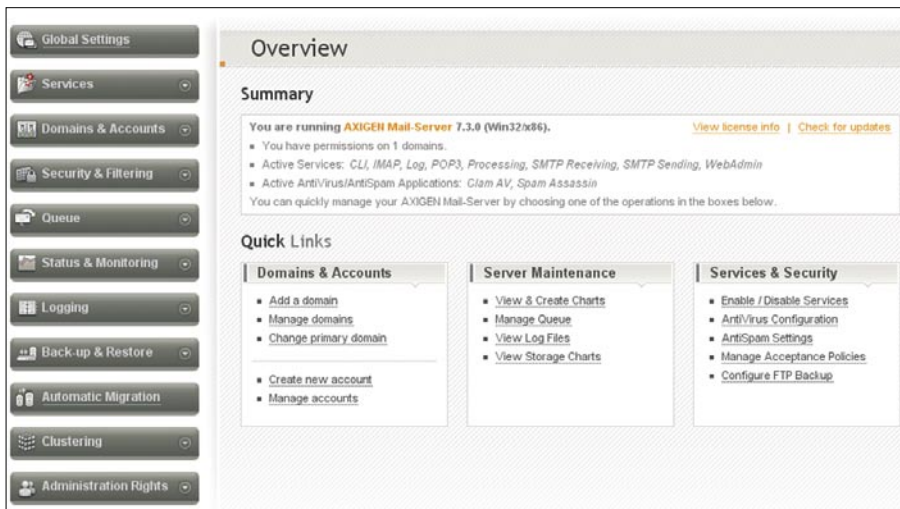 Global Settings
Services
Domains & Accounts
Security & Filtering
Queue
Status & Monitoring
Logging
Back-up & Restore
Automatic Migration
Clustering
Administration Rights
Overview
Summary
You are running AXIGEN Mail-Server 7.3.0 (Win32/x86). View license info | Check for updates
You have permissions on 1 domains.
Active Services: CLI, IMAP, Log, POP3, Processing, SMTP Receiving, SMTP Sending, WebAdmin
Active AntiVirus/AntiSpam Applications: Clam AV, Spam Assassin
You can quickly manage your AXIGEN Mail-Server by choosing one of the operations in the boxes below.
Quick Links
Domains & Accounts
Add a domain
Manage domains
Change primary domain
Create new account
Manage accounts
Server Maintenance
View & Create Charts
Manage Queue
View Log Files
View Storage Charts
Services & Security
Enable / Disable Services
AntiVirus Configuration
AntiSpam Settings
Manage Acceptance Policies
Configure FTP Backup